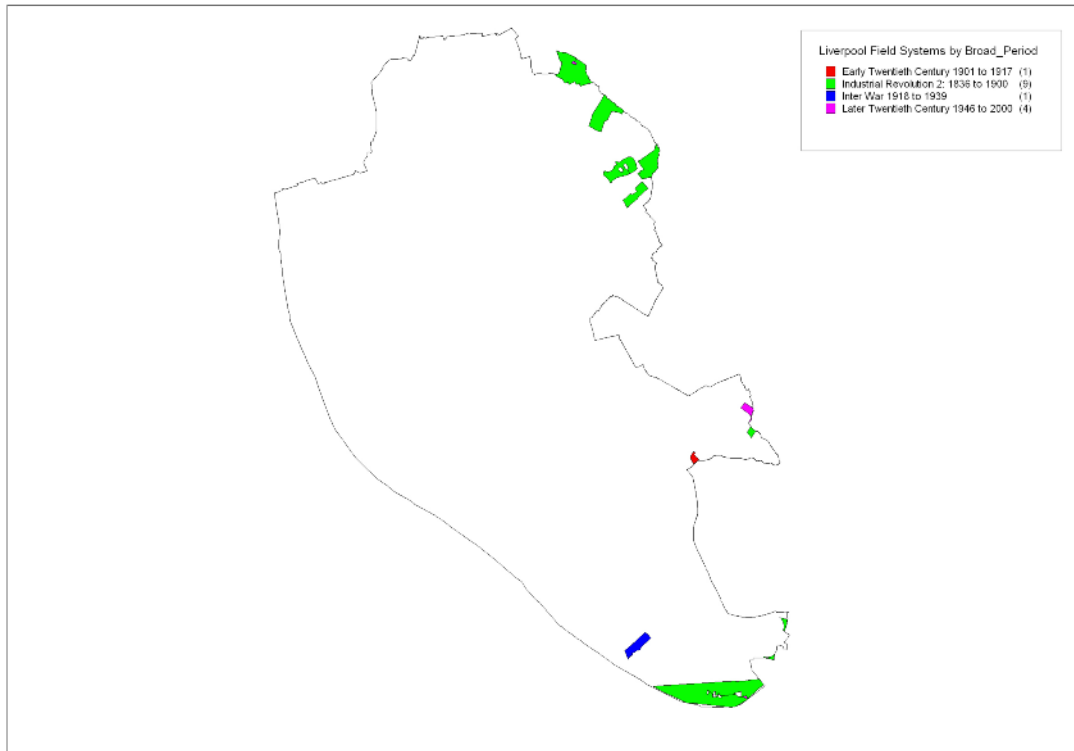 Liverpool Field Systems by Broad_Period
Early Twentieth Century 1901 to 1917 (1)
Industrial Revolution 2: 1836 to 1900 (9)
Inter War 1918 to 1939 (1)
Later Twentieth Century 1946 to 2000 (4)